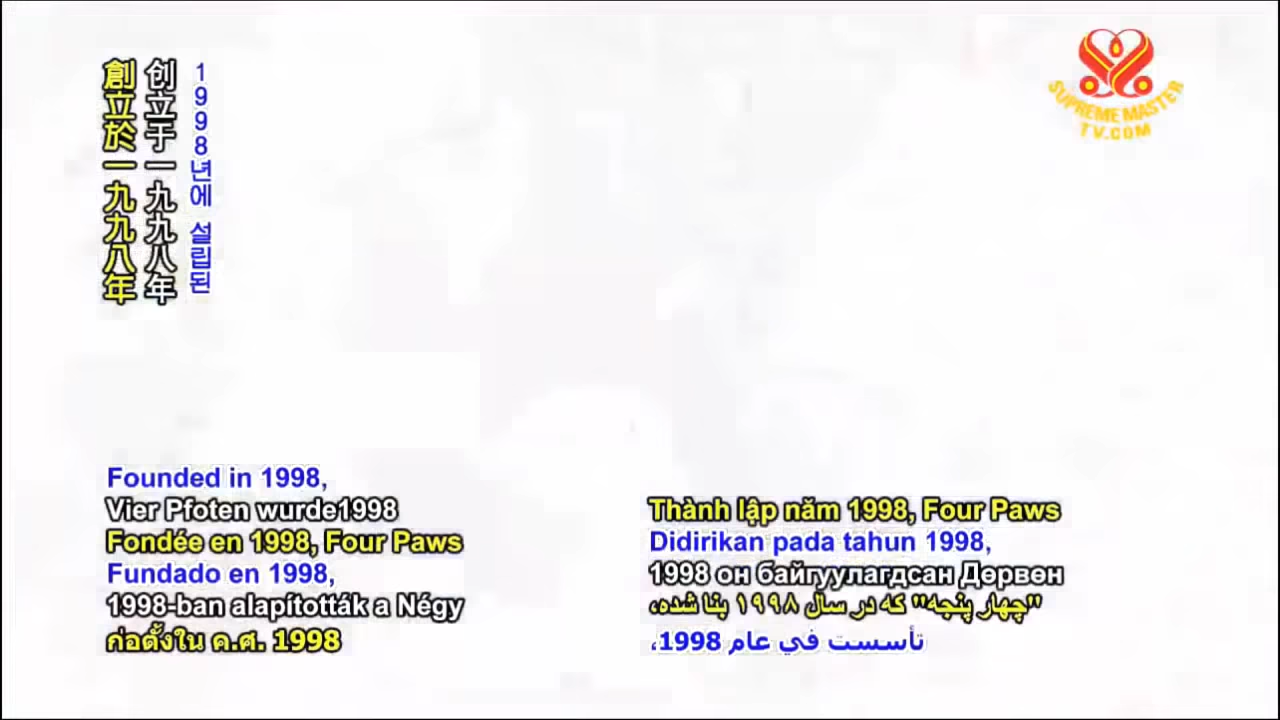 創立於一九九八年
创立于一九九八年
1998년에 설립된
SUPREME MASTER
TV.COM
Founded in 1998,
Vier Pfoten wurde1998
Fondée en 1998, Four Paws
Fundado en 1998,
1998-ban alapították a Négy
ก่อตั้งใน ค.ศ. 1998
Thành lập năm 1998, Four Paws
Didirikan pada tahun 1998,
1998 он байгуулагдсан Дөрвөн
"چهار پنجه" که در سال ۱۹۹۸ بنا شده،
تأسست في عام 1998،